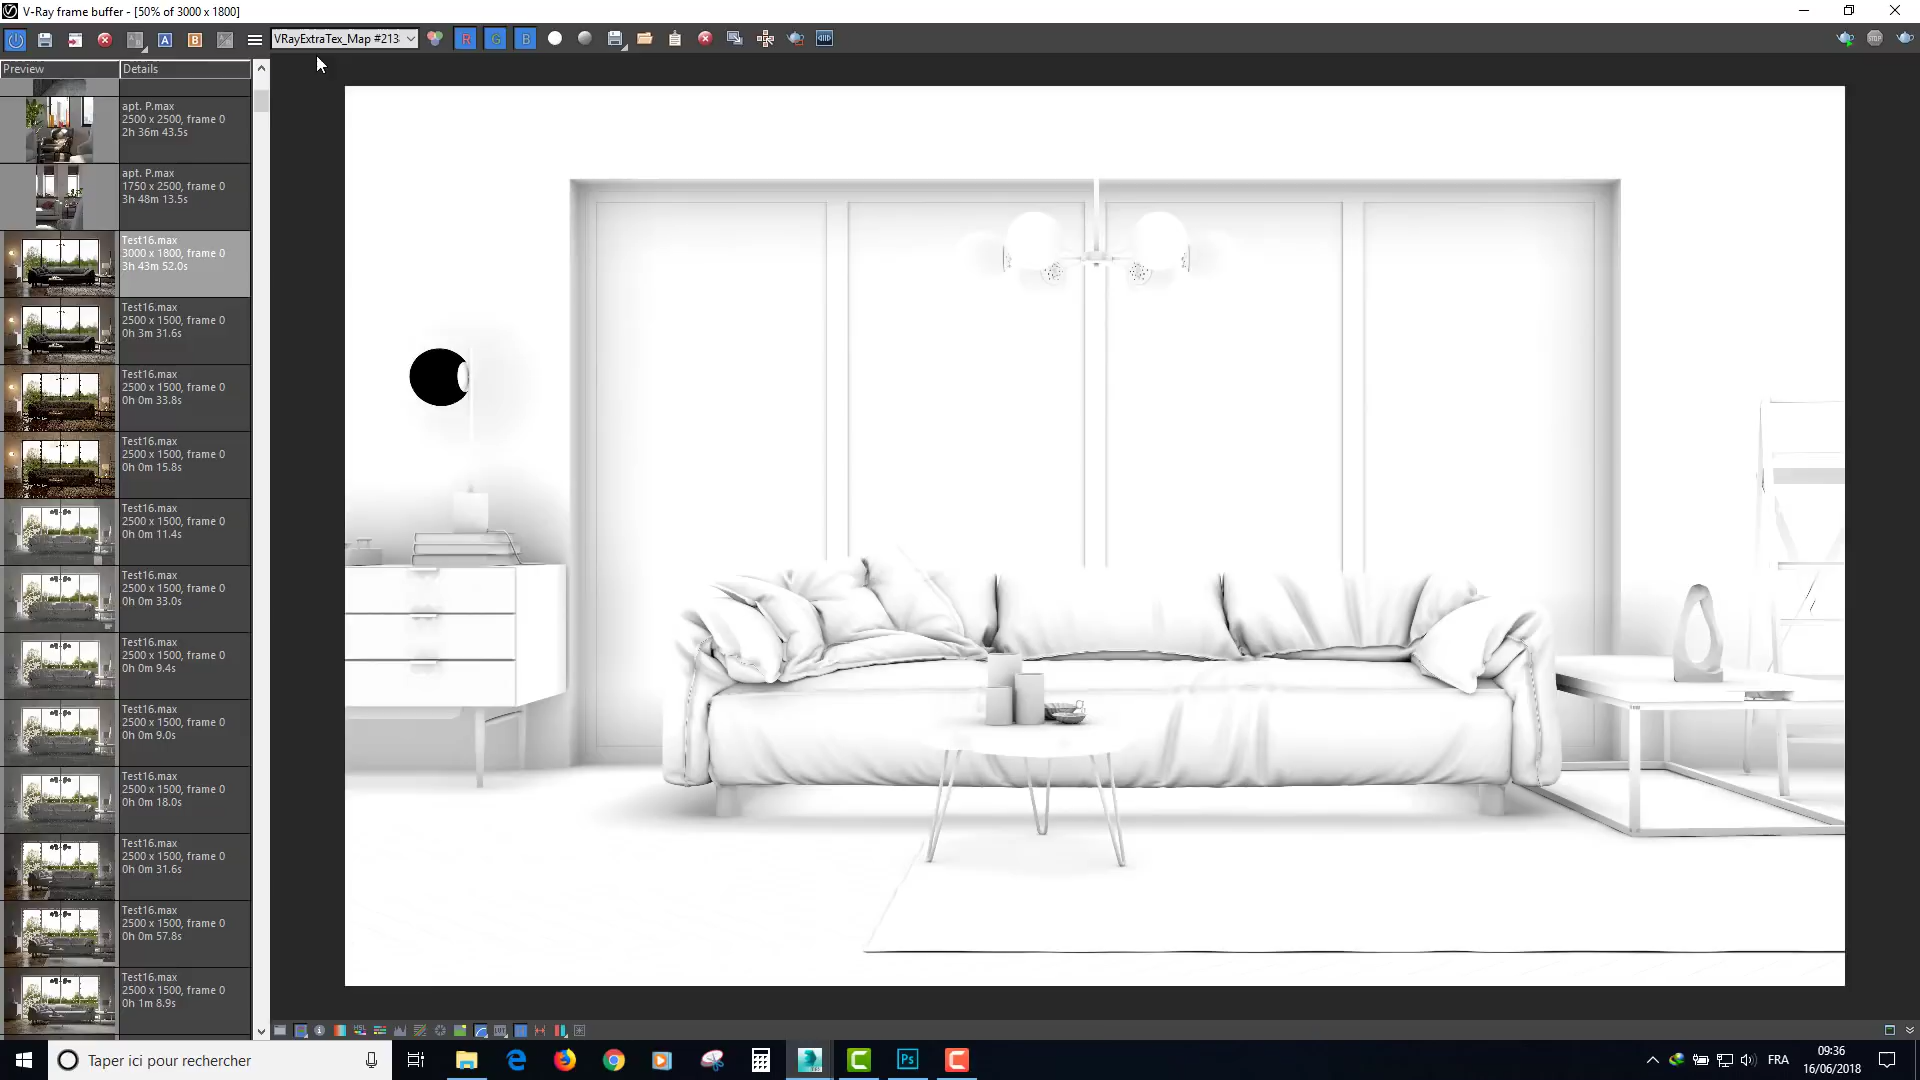 V-Ray frame buffer - [50% of 3000 x 1800]
VRayExtraTex_Map #213
R G B
A B
Preview Details
apt. P.max
2500 x 2500, frame 0
2h 36m 43.5s
apt. P.max
1750 x 2500, frame 0
3h 48m 13.5s
Test16.max
3000 x 1800, frame 0
3h 43m 52.0s
Test16.max
2500 x 1500, frame 0
0h 3m 31.6s
Test16.max
2500 x 1500, frame 0
0h 0m 33.8s
Test16.max
2500 x 1500, frame 0
0h 0m 15.8s
Test16.max
2500 x 1500, frame 0
0h 0m 11.4s
Test16.max
2500 x 1500, frame 0
0h 0m 33.0s
Test16.max
2500 x 1500, frame 0
0h 0m 9.4s
Test16.max
2500 x 1500, frame 0
0h 0m 9.0s
Test16.max
2500 x 1500, frame 0
0h 0m 18.0s
Test16.max
2500 x 1500, frame 0
0h 0m 31.6s
Test16.max
2500 x 1500, frame 0
0h 0m 57.8s
Test16.max
2500 x 1500, frame 0
0h 1m 8.9s
Taper ici pour rechercher
Ps
FRA
09:36
16/06/2018